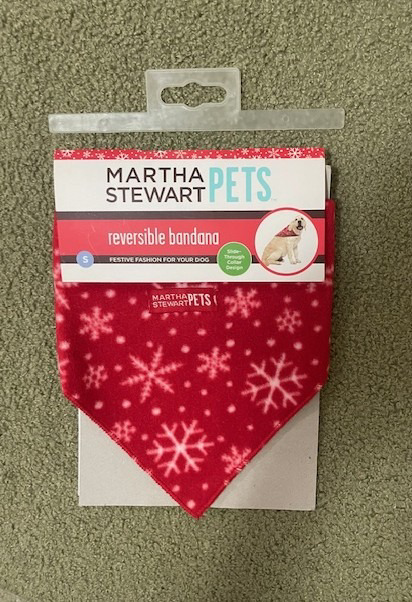 MARTHA
STEWART PETS
reversible bandana
S
FESTIVE FASHION FOR YOUR DOG
Slide-
Through
Collar
Design
MARTHA
STEWART PETS